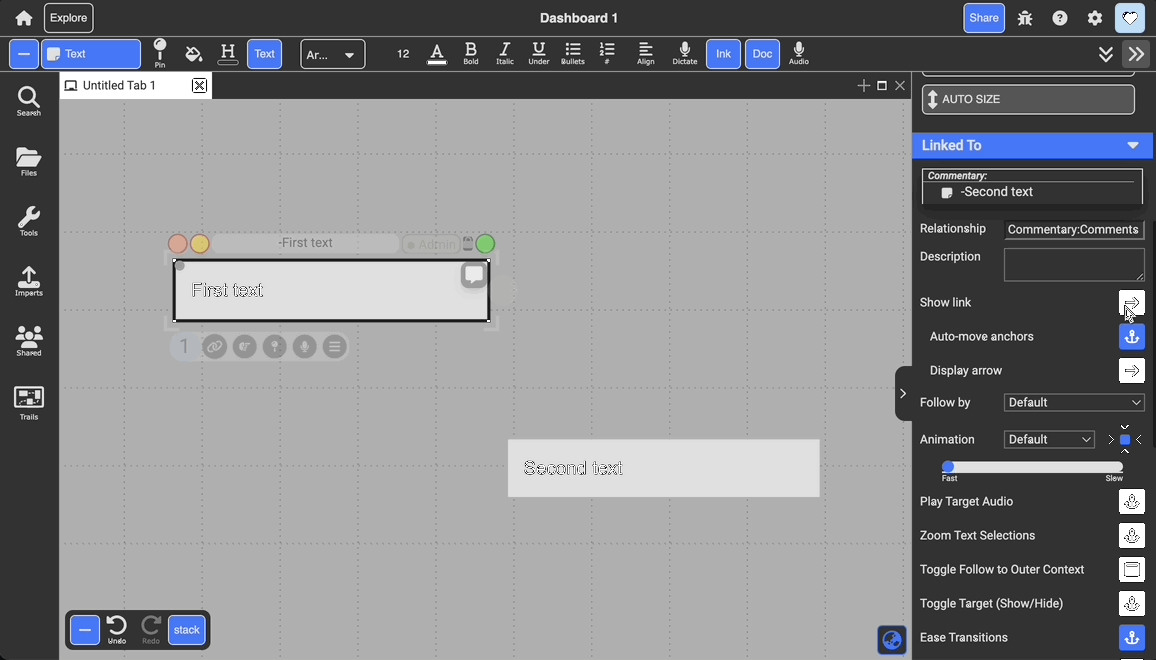 Explore
Dashboard 1
Share
Text
Pin
Text
Ar...
12
Bold
Italic
Under
Bullets
#
Align
Dictate
Ink
Doc
Audio
Untitled Tab 1
Search
Files
Tools
Imports
Shared
Trails
-First text
Admin
First text
1
Second text
Undo
Redo
stack
AUTO SIZE
Linked To
Commentary:
-Second text
Relationship
Commentary:Comments
Description
Show link
Auto-move anchors
Display arrow
Follow by
Default
Animation
Default
Fast
Slow
Play Target Audio
Zoom Text Selections
Toggle Follow to Outer Context
Toggle Target (Show/Hide)
Ease Transitions